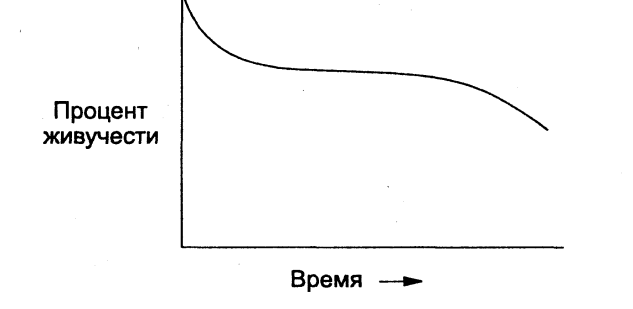 Процент
живучести
Время